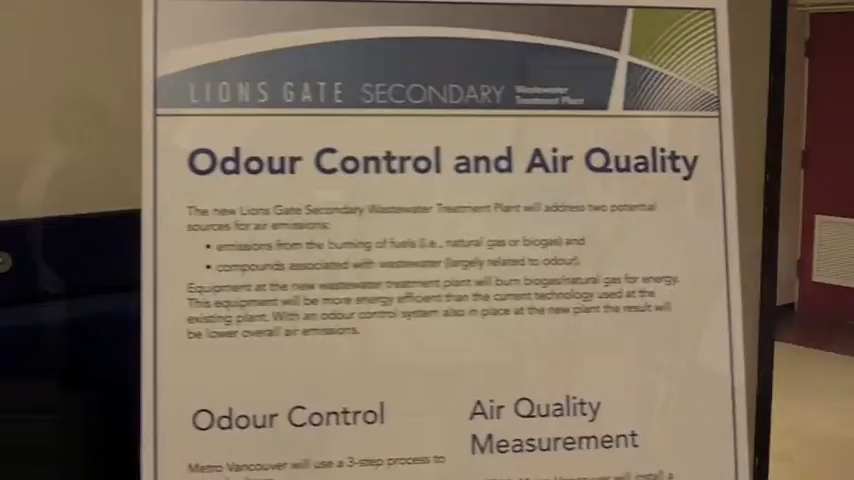 LIONS GATE SECONDARY Wastewater
Treatment Plant
Odour Control and Air Quality
The new Lions Gate Secondary Wastewater Treatment Plant will address two potential
sources for air emissions:
• emissions from the burning of fuels (i.e., natural gas or biogas) and
• compounds associated with wastewater (largely related to odour).
Equipment at the new wastewater treatment plant will burn biogas/natural gas for energy.
This equipment will be more energy efficient than the current technology used at the
existing plant. With an odour control system also in place at the new plant the result will
be lower overall air emissions.
Odour Control
Metro Vancouver will use a 3-step process to
Air Quality
Measurement
Metro Vancouver will install a